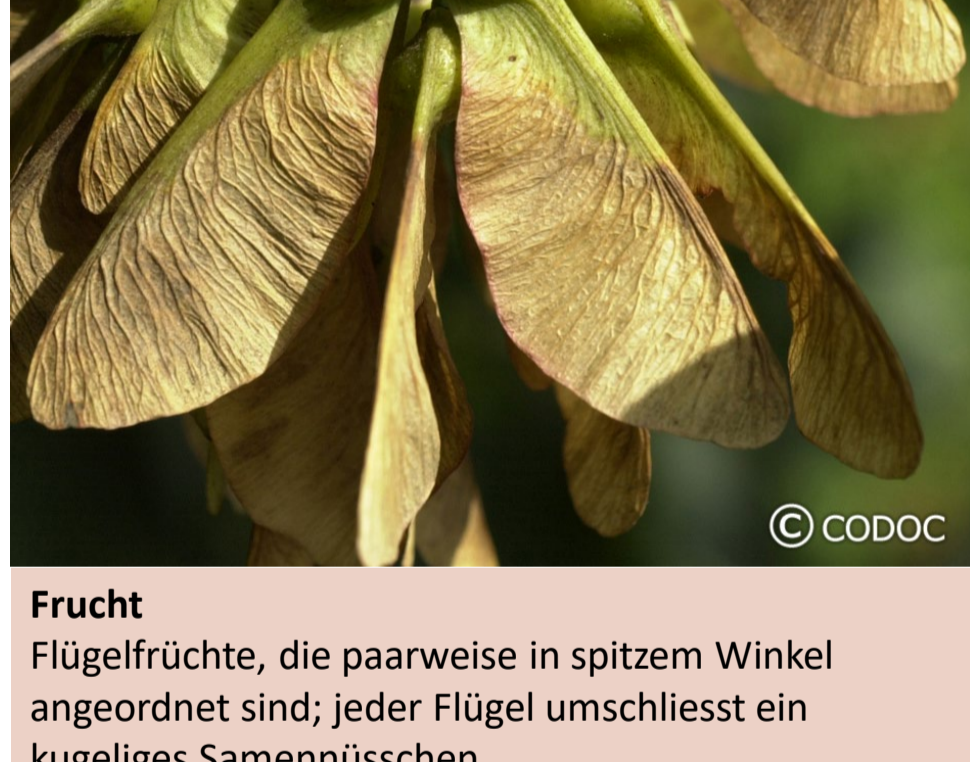 © CODOC
Frucht
Flügelfrüchte, die paarweise in spitzem Winkel
angeordnet sind; jeder Flügel umschliesst ein
kugeliges Samennüsschen